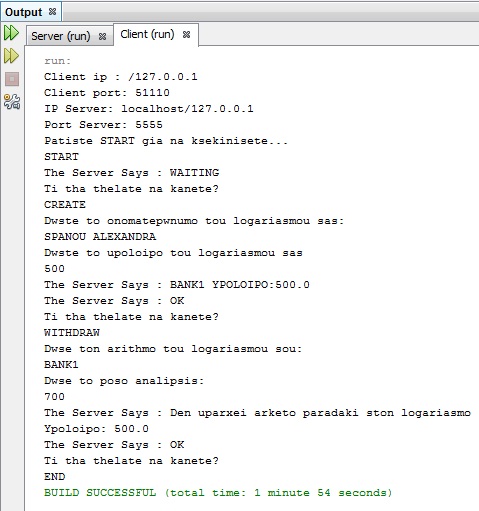 Output
Server (run)
Client (run)
run:
Client ip : /127.0.0.1
Client port: 51110
IP Server: localhost/127.0.0.1
Port Server: 5555
Patiste START gia na ksekinisete...
START
The Server Says : WAITING
Ti tha thelate na kanete?
CREATE
Dwste to onomatepwnumo tou logariasmou sas:
SPANOU ALEXANDRA
Dwste to upoloipo tou logariasmou sas
500
The Server Says : BANK1 YPOLOIPO:500.0
The Server Says : OK
Ti tha thelate na kanete?
WITHDRAW
Dwse ton arithmo tou logariasmou sou:
BANK1
Dwse to poso analipsis:
700
The Server Says : Den uparxei arketo paradaki ston logariasmo
Ypoloipo: 500.0
The Server Says : OK
Ti tha thelate na kanete?
END
BUILD SUCCESSFUL (total time: 1 minute 54 seconds)